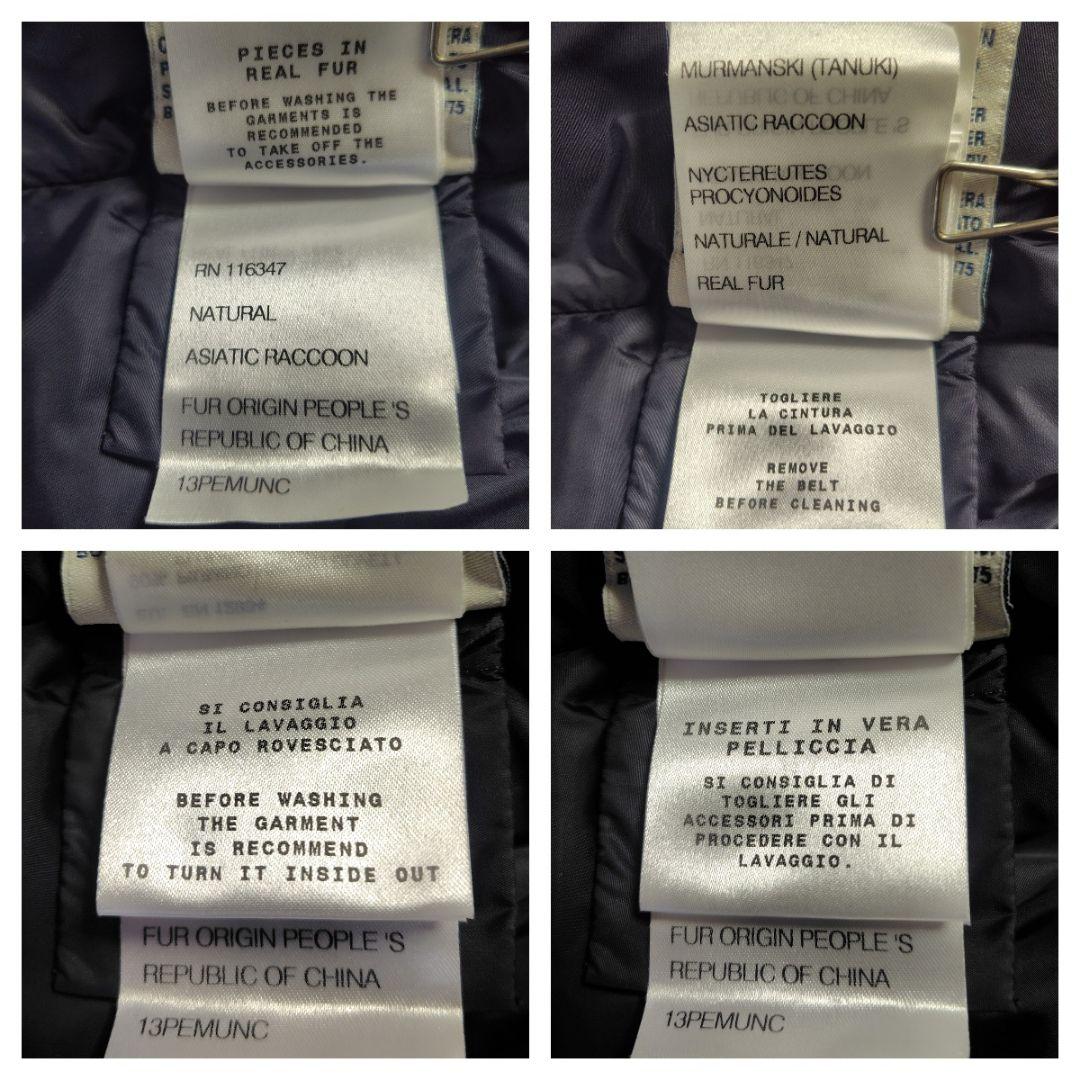 PIECES IN
REAL FUR
BEFORE WASHING THE
GARMENTS IS
RECOMMENDED
TO TAKE OFF THE
ACCESSORIES.
RN 116347
NATURAL
ASIATIC RACCOON
FUR ORIGIN PEOPLE 'S
REPUBLIC OF CHINA
13PEMUNC
MURMANSKI (TANUKI)
ASIATIC RACCOON
NYCTEREUTES
PROCYONOIDES
NATURALE / NATURAL
REAL FUR
TOGLIERE
LA CINTURA
PRIMA DEL LAVAGGIO
REMOVE
THE BELT
BEFORE CLEANING
SI CONSIGLIA
IL LAVAGGIO
A CAPO ROVESCIATO
BEFORE WASHING
THE GARMENT
IS RECOMMEND
TO TURN IT INSIDE OUT
FUR ORIGIN PEOPLE 'S
REPUBLIC OF CHINA
13PEMUNC
INSERTI IN VERA
PELLICCIA
SI CONSIGLIA DI
TOGLIERE GLI
ACCESSORI PRIMA DI
PROCEDERE CON IL
LAVAGGIO.
FUR ORIGIN PEOPLE 'S
REPUBLIC OF CHINA
13PEMUNC